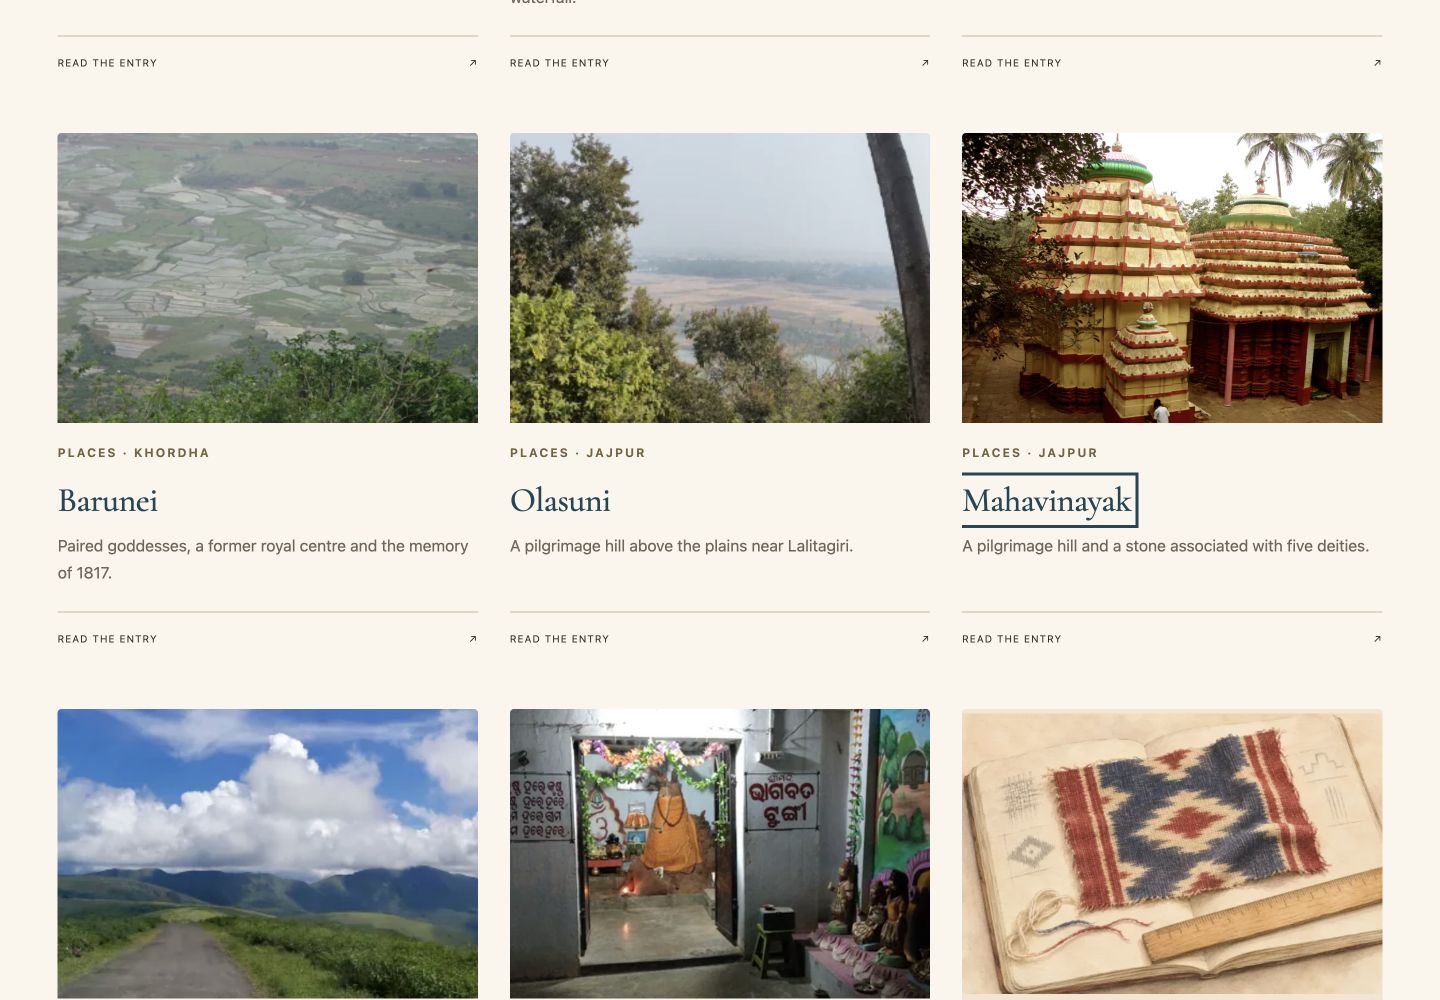 waterfall.
READ THE ENTRY ↗
READ THE ENTRY ↗
READ THE ENTRY ↗
PLACES · KHORDHA
Barunei
Paired goddesses, a former royal centre and the memory
of 1817.
READ THE ENTRY ↗
PLACES · JAJPUR
Olasuni
A pilgrimage hill above the plains near Lalitagiri.
READ THE ENTRY ↗
PLACES · JAJPUR
Mahavinayak
A pilgrimage hill and a stone associated with five deities.
READ THE ENTRY ↗
ଭାଗବତ
ଟୁଙ୍ଗୀ